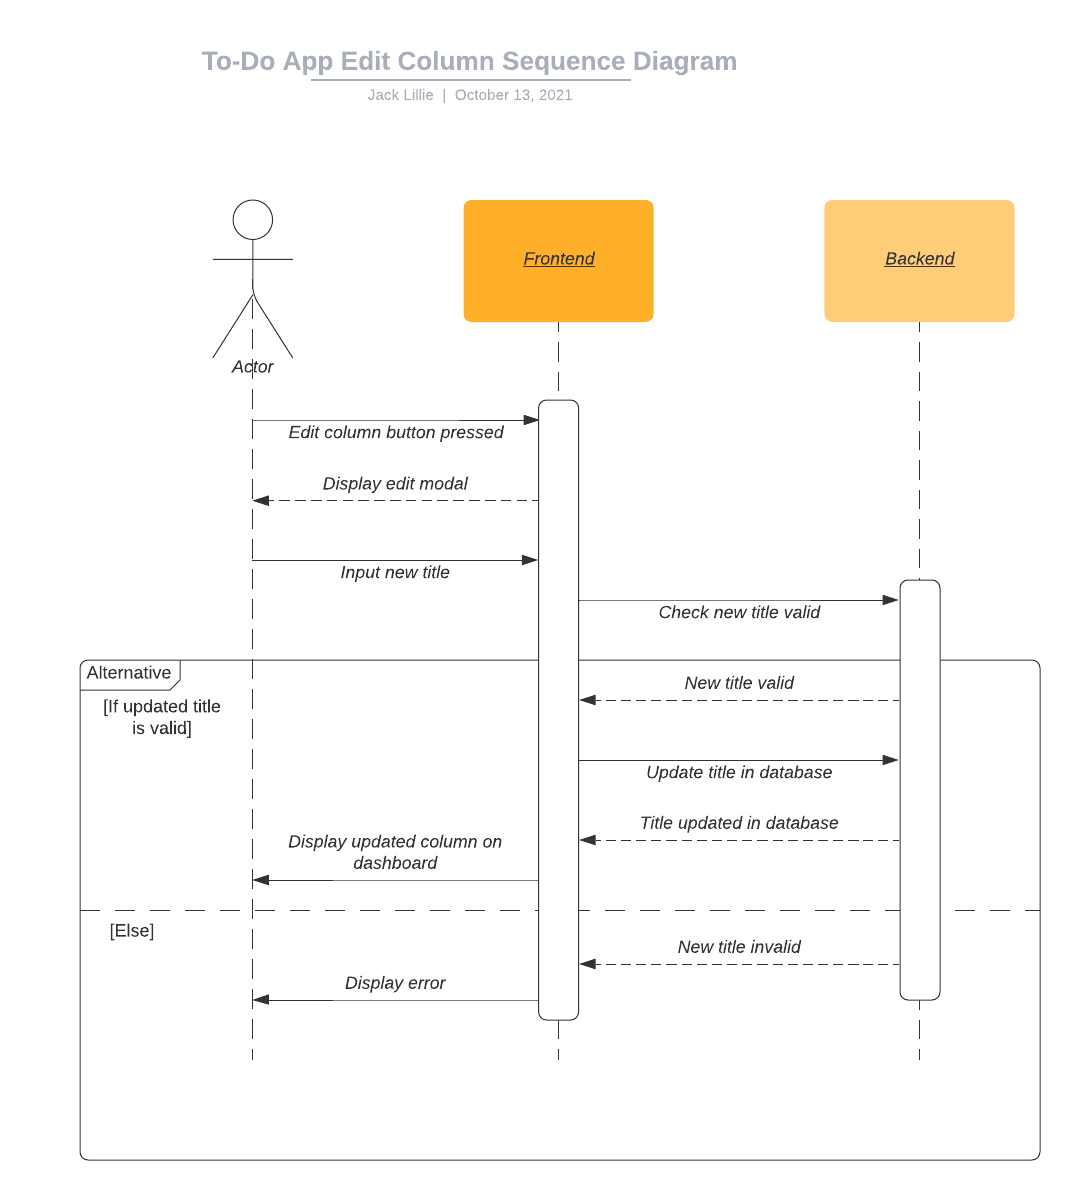 To-Do App Edit Column Sequence Diagram
Jack Lillie | October 13, 2021
Frontend
Backend
Actor
Edit column button pressed
Display edit modal
Input new title
Check new title valid
Alternative
New title valid
[If updated title
is valid]
Update title in database
Title updated in database
Display updated column on
dashboard
[Else]
New title invalid
Display error